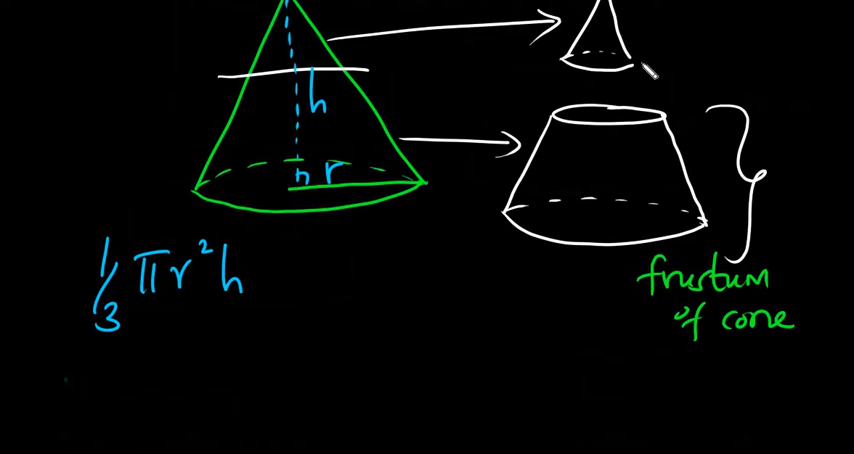 h
r
1/3 πr²h
frustum
of cone